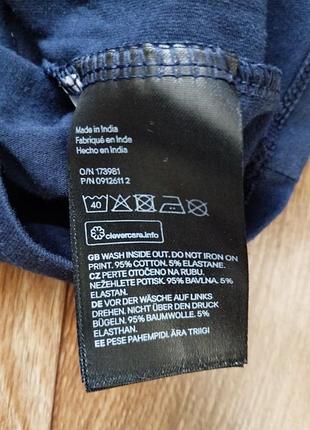 Made in India
Fabriqué en Inde
Hecho en India
O/N 173981
P/N 0912611 2
40
clevercare.info
GB WASH INSIDE OUT. DO NOT IRON ON
PRINT. 95% COTTON. 5% ELASTANE.
CZ PERTE OTOČENO NA RUBU.
NEŽEHLETE POTISK. 95% BAVLNA. 5%
ELASTAN.
DE VOR DER WÄSCHE AUF LINKS
DREHEN. NICHT ÜBER DEN DRUCK
BÜGELN. 95% BAUMWOLLE. 5%
ELASTHAN.
EE PESE PAHEMPIDI. ÄRA TRIIGI